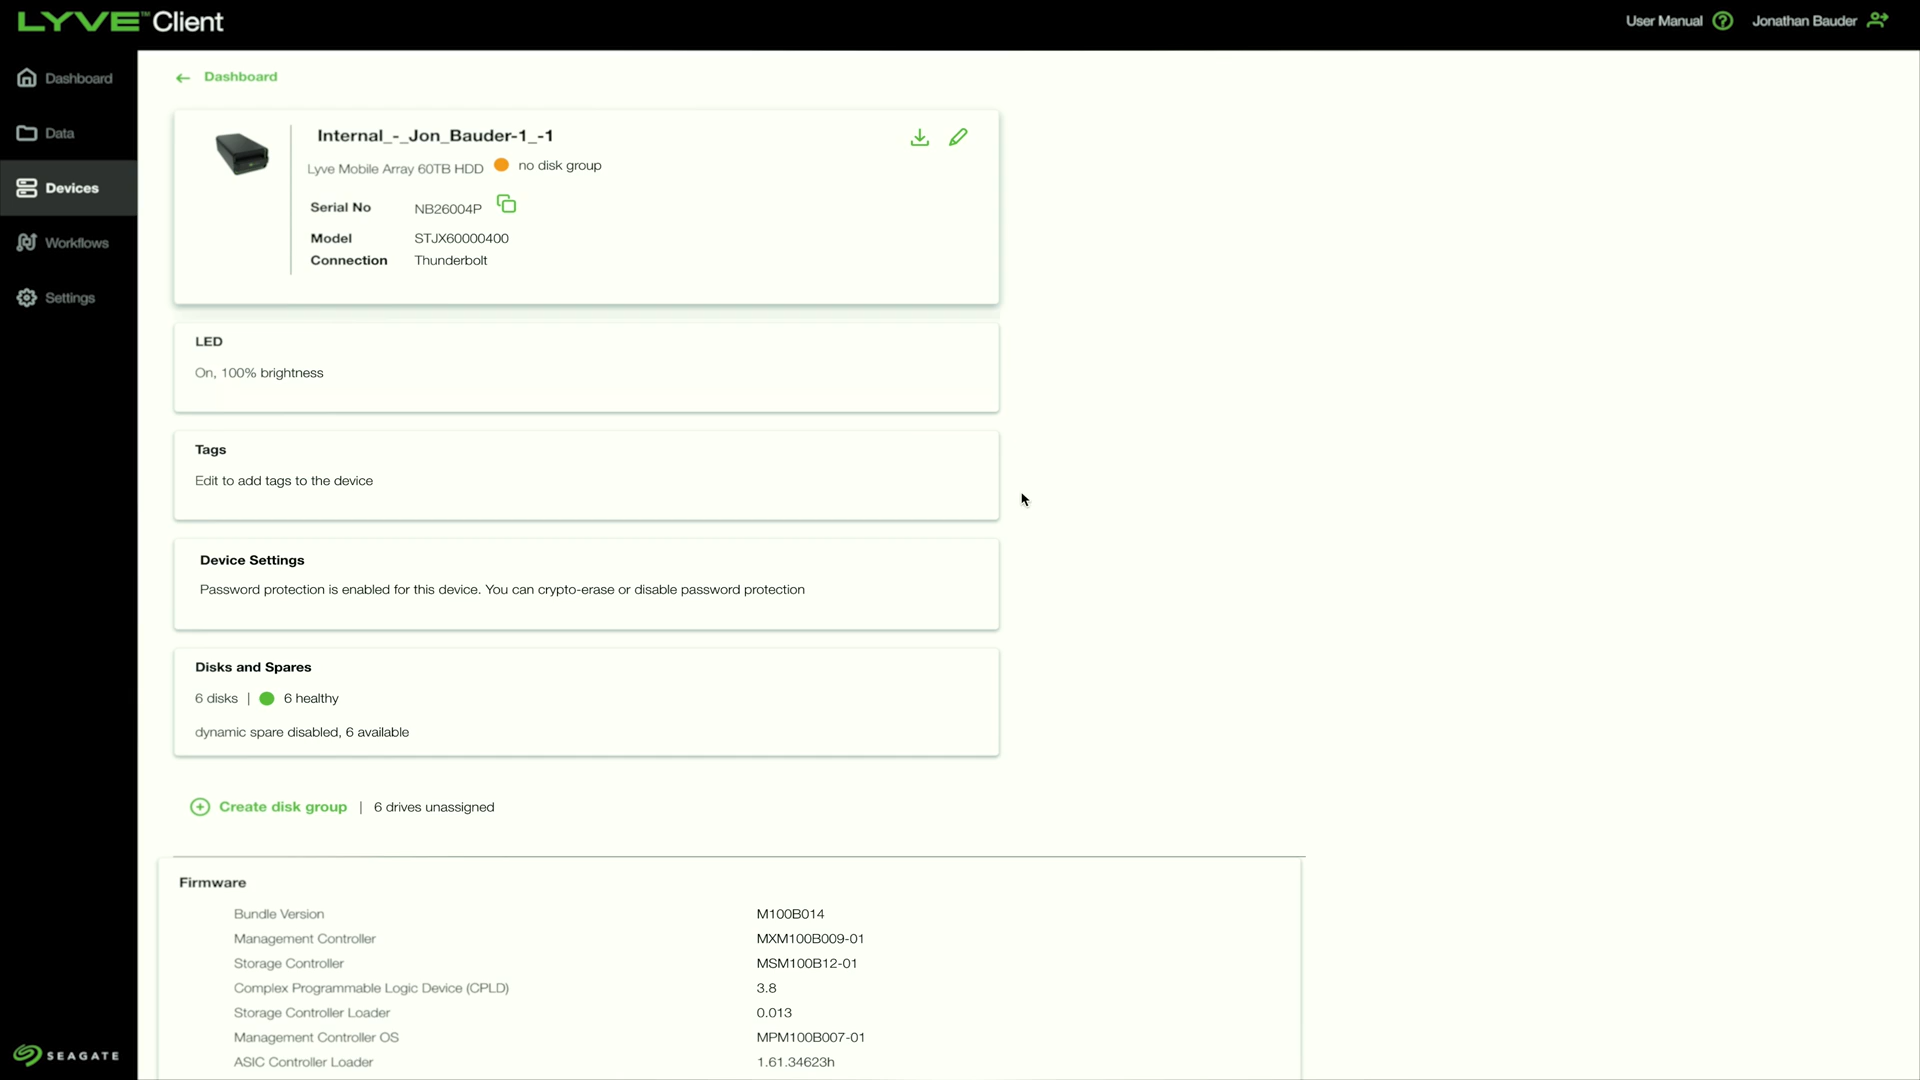 LYVE™ Client
User Manual
Jonathan Bauder
Dashboard
Data
Devices
Workflows
Settings
SEAGATE
Dashboard
Internal_-_Jon_Bauder-1_-1
Lyve Mobile Array 60TB HDD no disk group
Serial No NB26004P
Model STJX60000400
Connection Thunderbolt
LED
On, 100% brightness
Tags
Edit to add tags to the device
Device Settings
Password protection is enabled for this device. You can crypto-erase or disable password protection
Disks and Spares
6 disks | 6 healthy
dynamic spare disabled, 6 available
Create disk group | 6 drives unassigned
Firmware
Bundle Version M100B014
Management Controller MXM100B009-01
Storage Controller MSM100B12-01
Complex Programmable Logic Device (CPLD) 3.8
Storage Controller Loader 0.013
Management Controller OS MPM100B007-01
ASIC Controller Loader 1.61.34623h